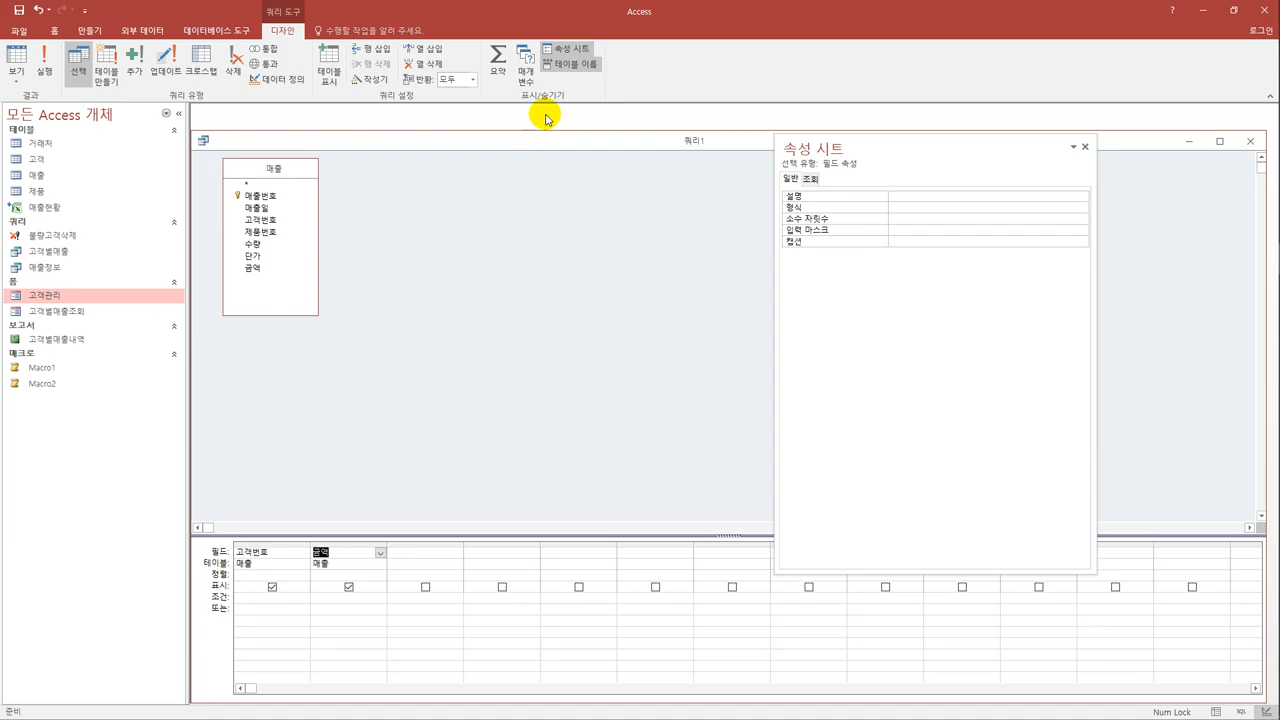 쿼리 도구
Access
?
파일
홈
만들기
외부 데이터
데이터베이스 도구
디자인
수행할 작업을 알려 주세요.
로그인
보기
실행
선택
테이블 만들기
추가
업데이트
크로스탭
삭제
통합
통과
데이터 정의
테이블 표시
행 삽입
행 삭제
작성기
열 삽입
열 삭제
반환: 모두
요약
매개 변수
속성 시트
테이블 이름
결과
쿼리 유형
쿼리 설정
표시/숨기기
모든 Access 개체
테이블
거래처
고객
매출
제품
매출현황
쿼리
불량고객삭제
고객별매출
매출정보
폼
고객관리
고객별매출조회
보고서
고객별매출내역
매크로
Macro1
Macro2
쿼리1
매출
*
매출번호
매출일
고객번호
제품번호
수량
단가
금액
속성 시트
선택 유형: 필드 속성
일반 조회
설명
형식
소수 자릿수
입력 마스크
캡션
필드: 고객번호 금액
테이블: 매출 매출
정렬:
표시:
조건:
또는:
준비
Num Lock
SQL